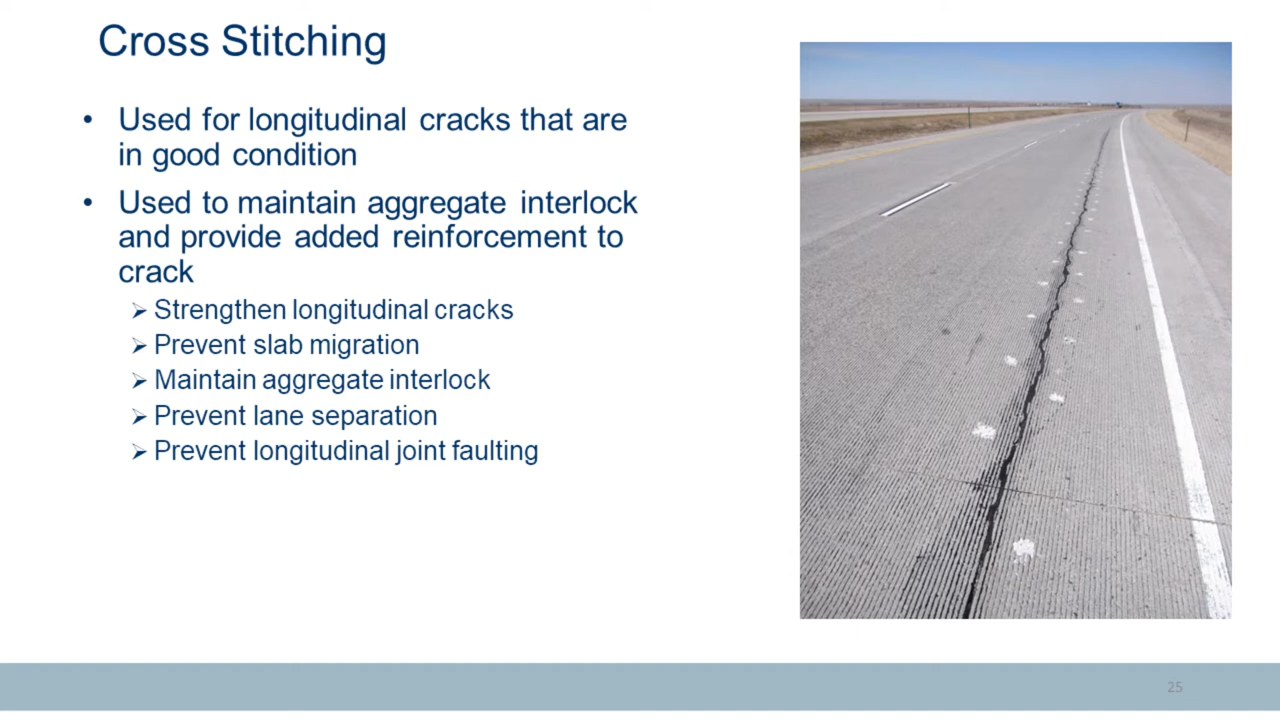 Cross Stitching
• Used for longitudinal cracks that are
in good condition
• Used to maintain aggregate interlock
and provide added reinforcement to
crack
➢ Strengthen longitudinal cracks
➢ Prevent slab migration
➢ Maintain aggregate interlock
➢ Prevent lane separation
➢ Prevent longitudinal joint faulting
25